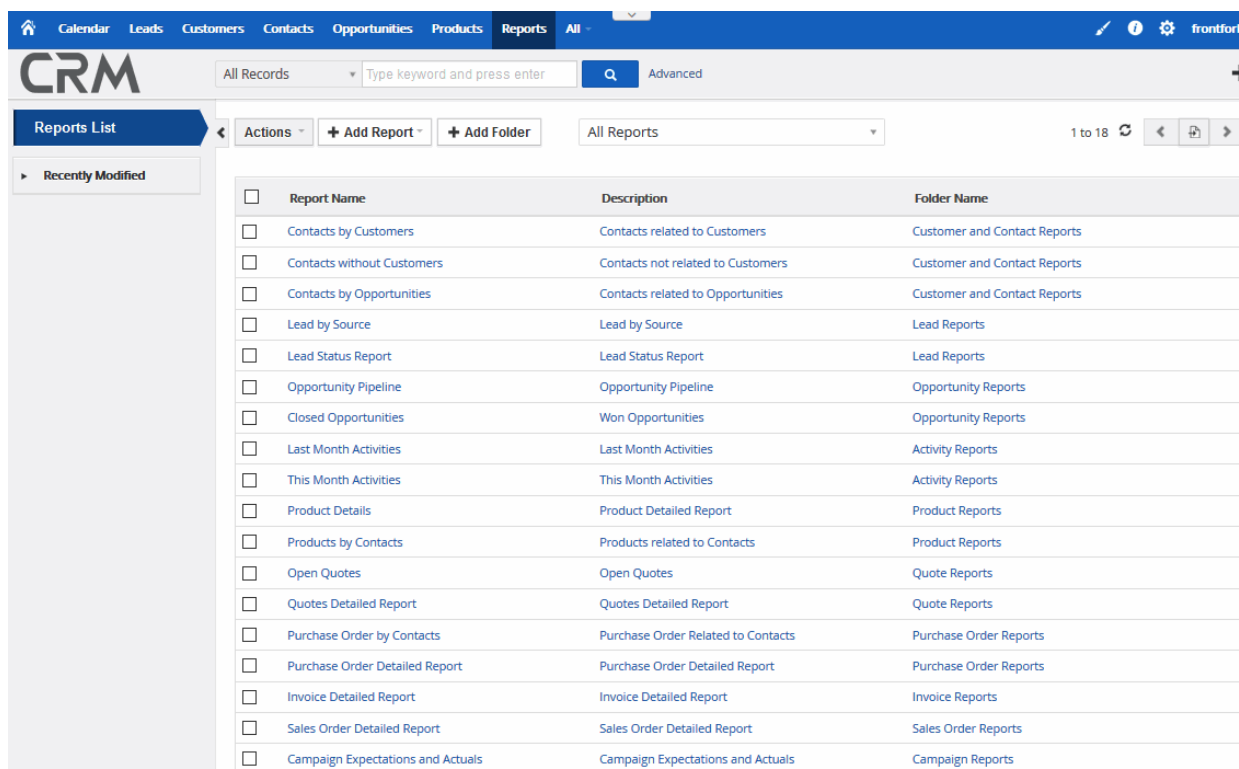 Calendar Leads Customers Contacts Opportunities Products Reports All
CRM All Records Type keyword and press enter Advanced
Reports List Actions + Add Report + Add Folder All Reports 1 to 18
Recently Modified
Report Name Description Folder Name
Contacts by Customers Contacts related to Customers Customer and Contact Reports
Contacts without Customers Contacts not related to Customers Customer and Contact Reports
Contacts by Opportunities Contacts related to Opportunities Customer and Contact Reports
Lead by Source Lead by Source Lead Reports
Lead Status Report Lead Status Report Lead Reports
Opportunity Pipeline Opportunity Pipeline Opportunity Reports
Closed Opportunities Won Opportunities Opportunity Reports
Last Month Activities Last Month Activities Activity Reports
This Month Activities This Month Activities Activity Reports
Product Details Product Detailed Report Product Reports
Products by Contacts Products related to Contacts Product Reports
Open Quotes Open Quotes Quote Reports
Quotes Detailed Report Quotes Detailed Report Quote Reports
Purchase Order by Contacts Purchase Order Related to Contacts Purchase Order Reports
Purchase Order Detailed Report Purchase Order Detailed Report Purchase Order Reports
Invoice Detailed Report Invoice Detailed Report Invoice Reports
Sales Order Detailed Report Sales Order Detailed Report Sales Order Reports
Campaign Expectations and Actuals Campaign Expectations and Actuals Campaign Reports